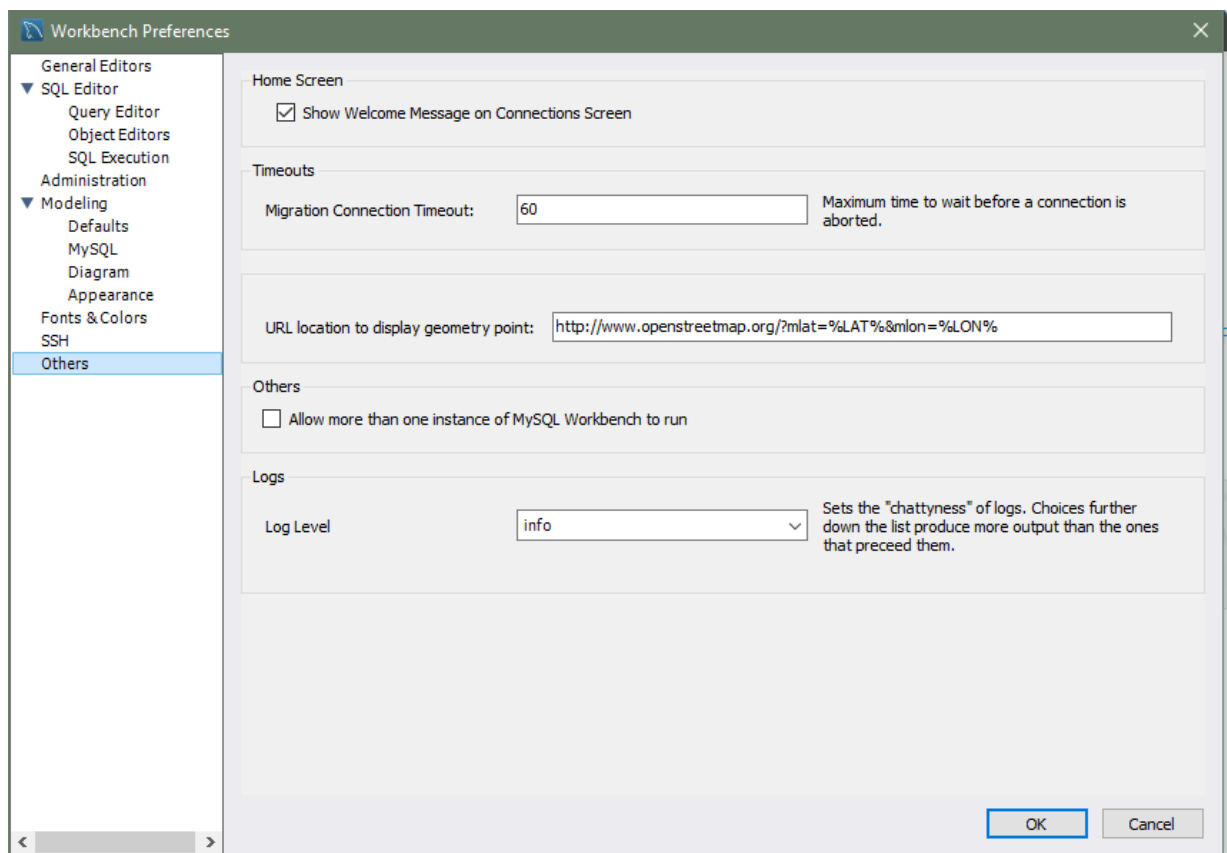 Workbench Preferences
General Editors
SQL Editor
Query Editor
Object Editors
SQL Execution
Administration
Modeling
Defaults
MySQL
Diagram
Appearance
Fonts & Colors
SSH
Others
Home Screen
Show Welcome Message on Connections Screen
Timeouts
Migration Connection Timeout:
60
Maximum time to wait before a connection is
aborted.
URL location to display geometry point:
http://www.openstreetmap.org/?mlat=%LAT%&mlon=%LON%
Others
Allow more than one instance of MySQL Workbench to run
Logs
Log Level
info
Sets the "chattyness" of logs. Choices further
down the list produce more output than the ones
that preceed them.
OK
Cancel